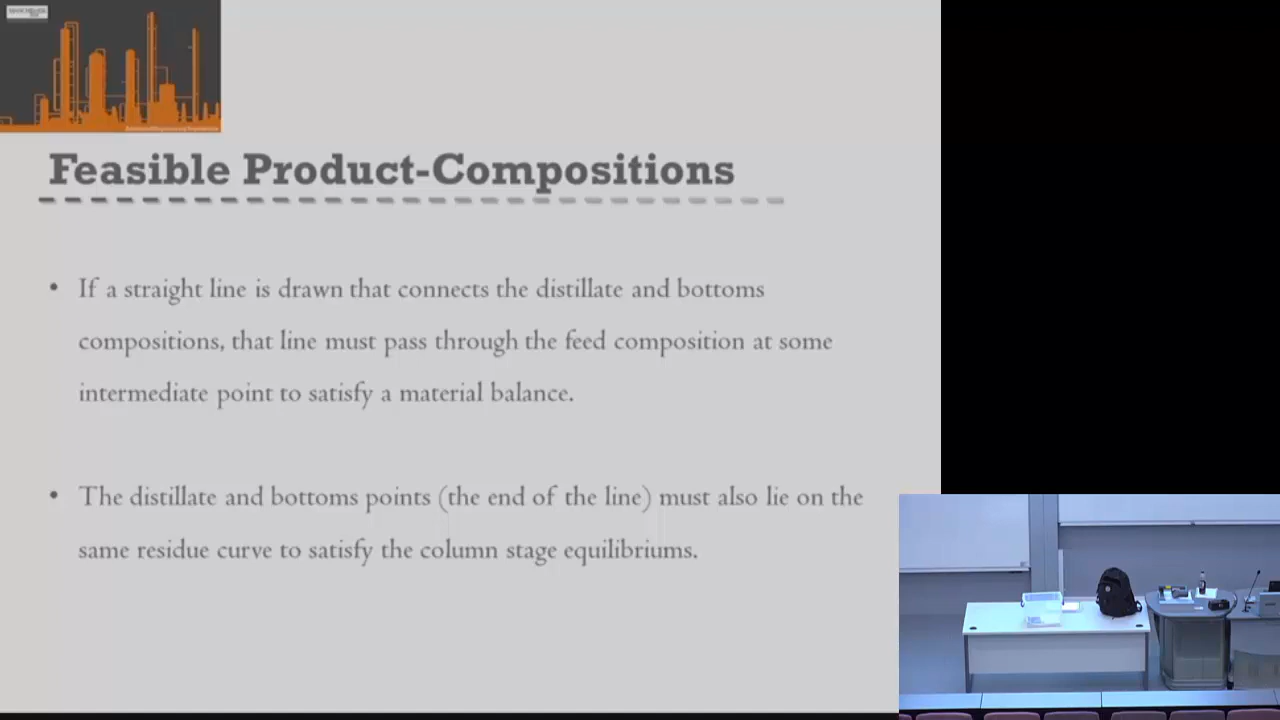 Feasible Product-Compositions
• If a straight line is drawn that connects the distillate and bottoms
compositions, that line must pass through the feed composition at some
intermediate point to satisfy a material balance.
• The distillate and bottoms points (the end of the line) must also lie on the
same residue curve to satisfy the column stage equilibriums.